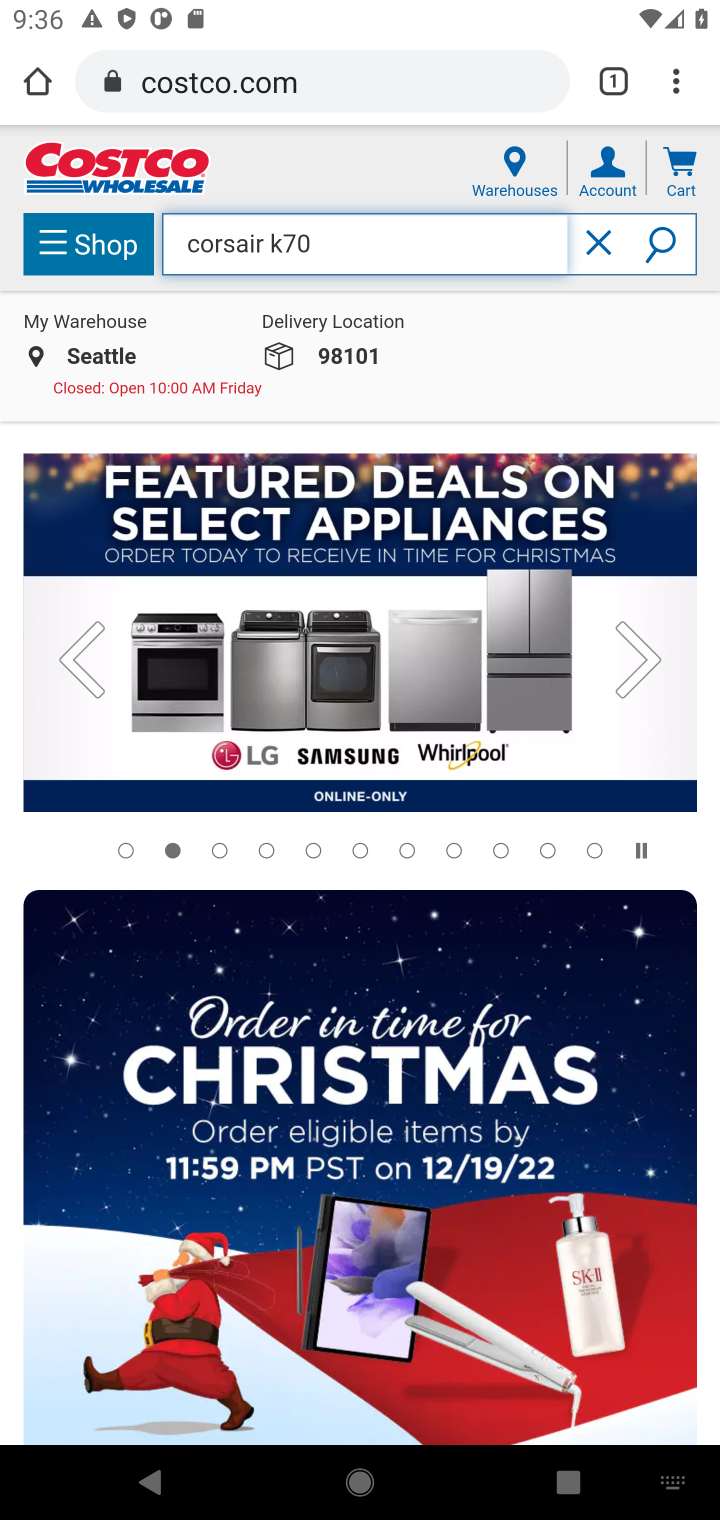 9:36
costco.com
1
COSTCO
WHOLESALE
Warehouses
Account
Cart
Shop
corsair k70
My Warehouse
Delivery Location
Seattle
98101
Closed: Open 10:00 AM Friday
FEATURED DEALS ON
SELECT APPLIANCES
ORDER TODAY TO RECEIVE IN TIME FOR CHRISTMAS
LG SAMSUNG Whirlpool
ONLINE-ONLY
Order in time for
CHRISTMAS
Order eligible items by
11:59 PM PST on 12/19/22
SK-II